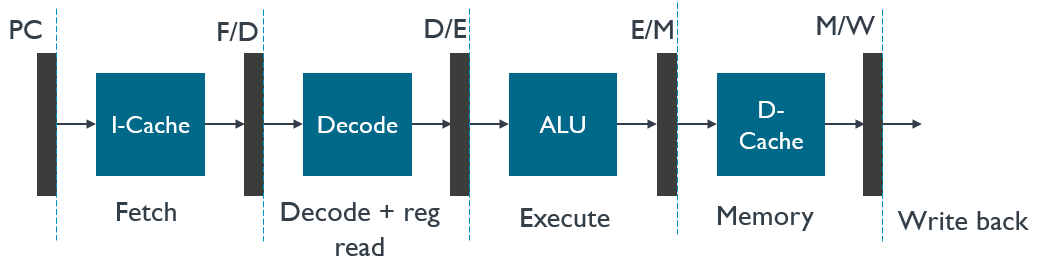 PC
F/D
D/E
E/M
M/W
I-Cache
Decode
ALU
D-
Cache
Fetch
Decode + reg
read
Execute
Memory
Write back